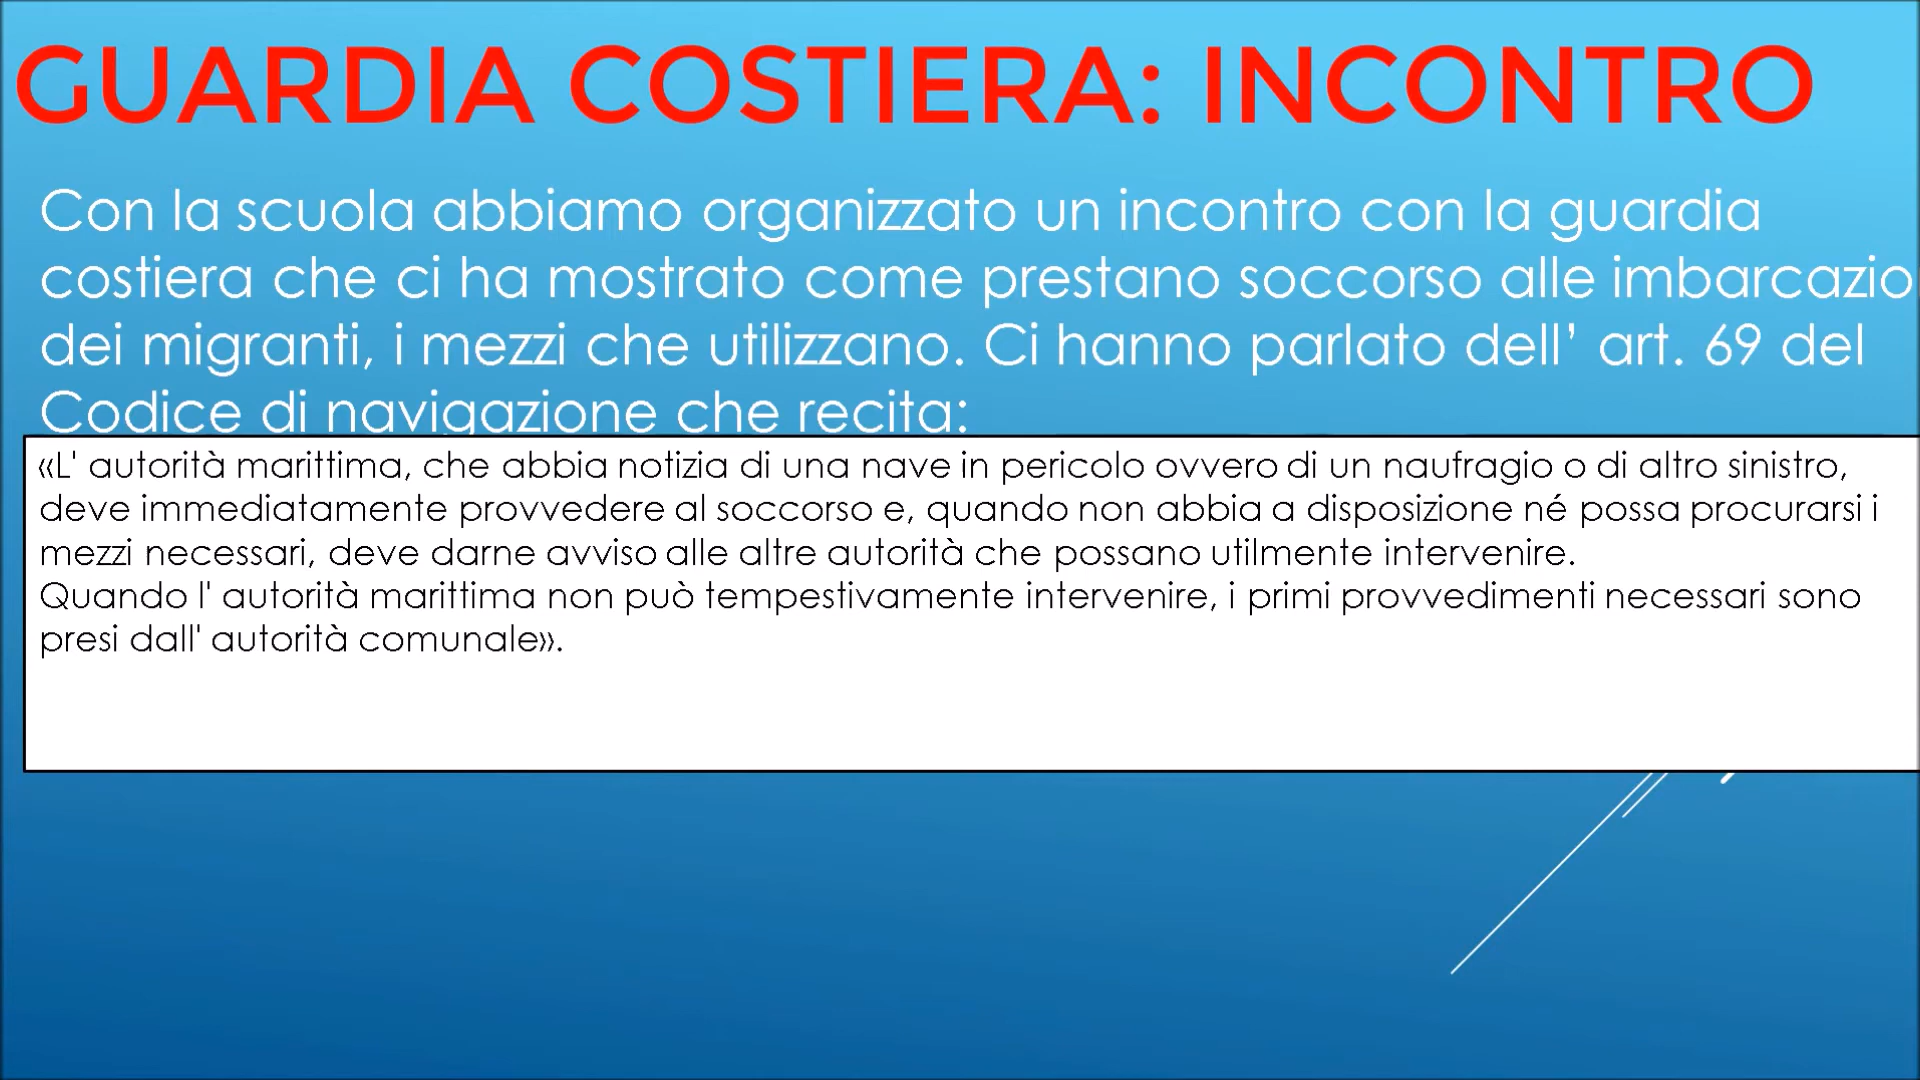 GUARDIA COSTIERA: INCONTRO
Con la scuola abbiamo organizzato un incontro con la guardia
costiera che ci ha mostrato come prestano soccorso alle imbarcazio
dei migranti, i mezzi che utilizzano. Ci hanno parlato dell’ art. 69 del
Codice di navigazione che recita:
«L' autorità marittima, che abbia notizia di una nave in pericolo ovvero di un naufragio o di altro sinistro,
deve immediatamente provvedere al soccorso e, quando non abbia a disposizione né possa procurarsi i
mezzi necessari, deve darne avviso alle altre autorità che possano utilmente intervenire.
Quando l' autorità marittima non può tempestivamente intervenire, i primi provvedimenti necessari sono
presi dall' autorità comunale».